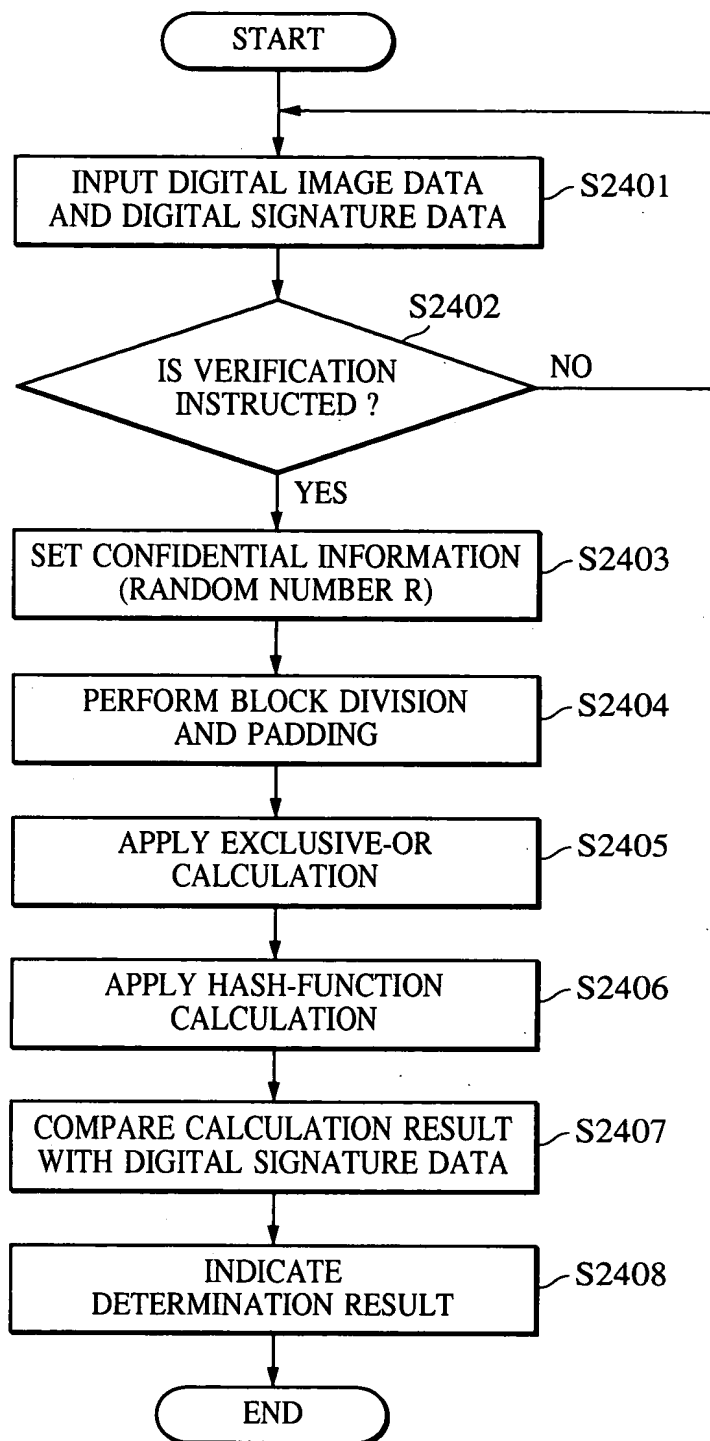 START
INPUT DIGITAL IMAGE DATA
AND DIGITAL SIGNATURE DATA
S2401
S2402
IS VERIFICATION
INSTRUCTED ?
NO
YES
SET CONFIDENTIAL INFORMATION
(RANDOM NUMBER R)
S2403
PERFORM BLOCK DIVISION
AND PADDING
S2404
APPLY EXCLUSIVE-OR
CALCULATION
S2405
APPLY HASH-FUNCTION
CALCULATION
S2406
COMPARE CALCULATION RESULT
WITH DIGITAL SIGNATURE DATA
S2407
INDICATE
DETERMINATION RESULT
S2408
END